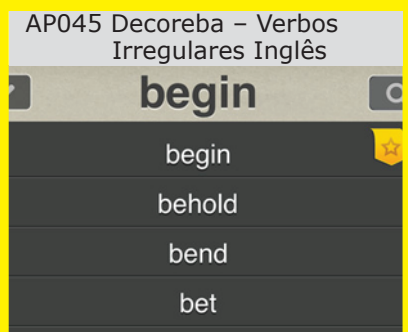 AP045 Decoreba – Verbos
Irregulares Inglês
begin
begin
behold
bend
bet